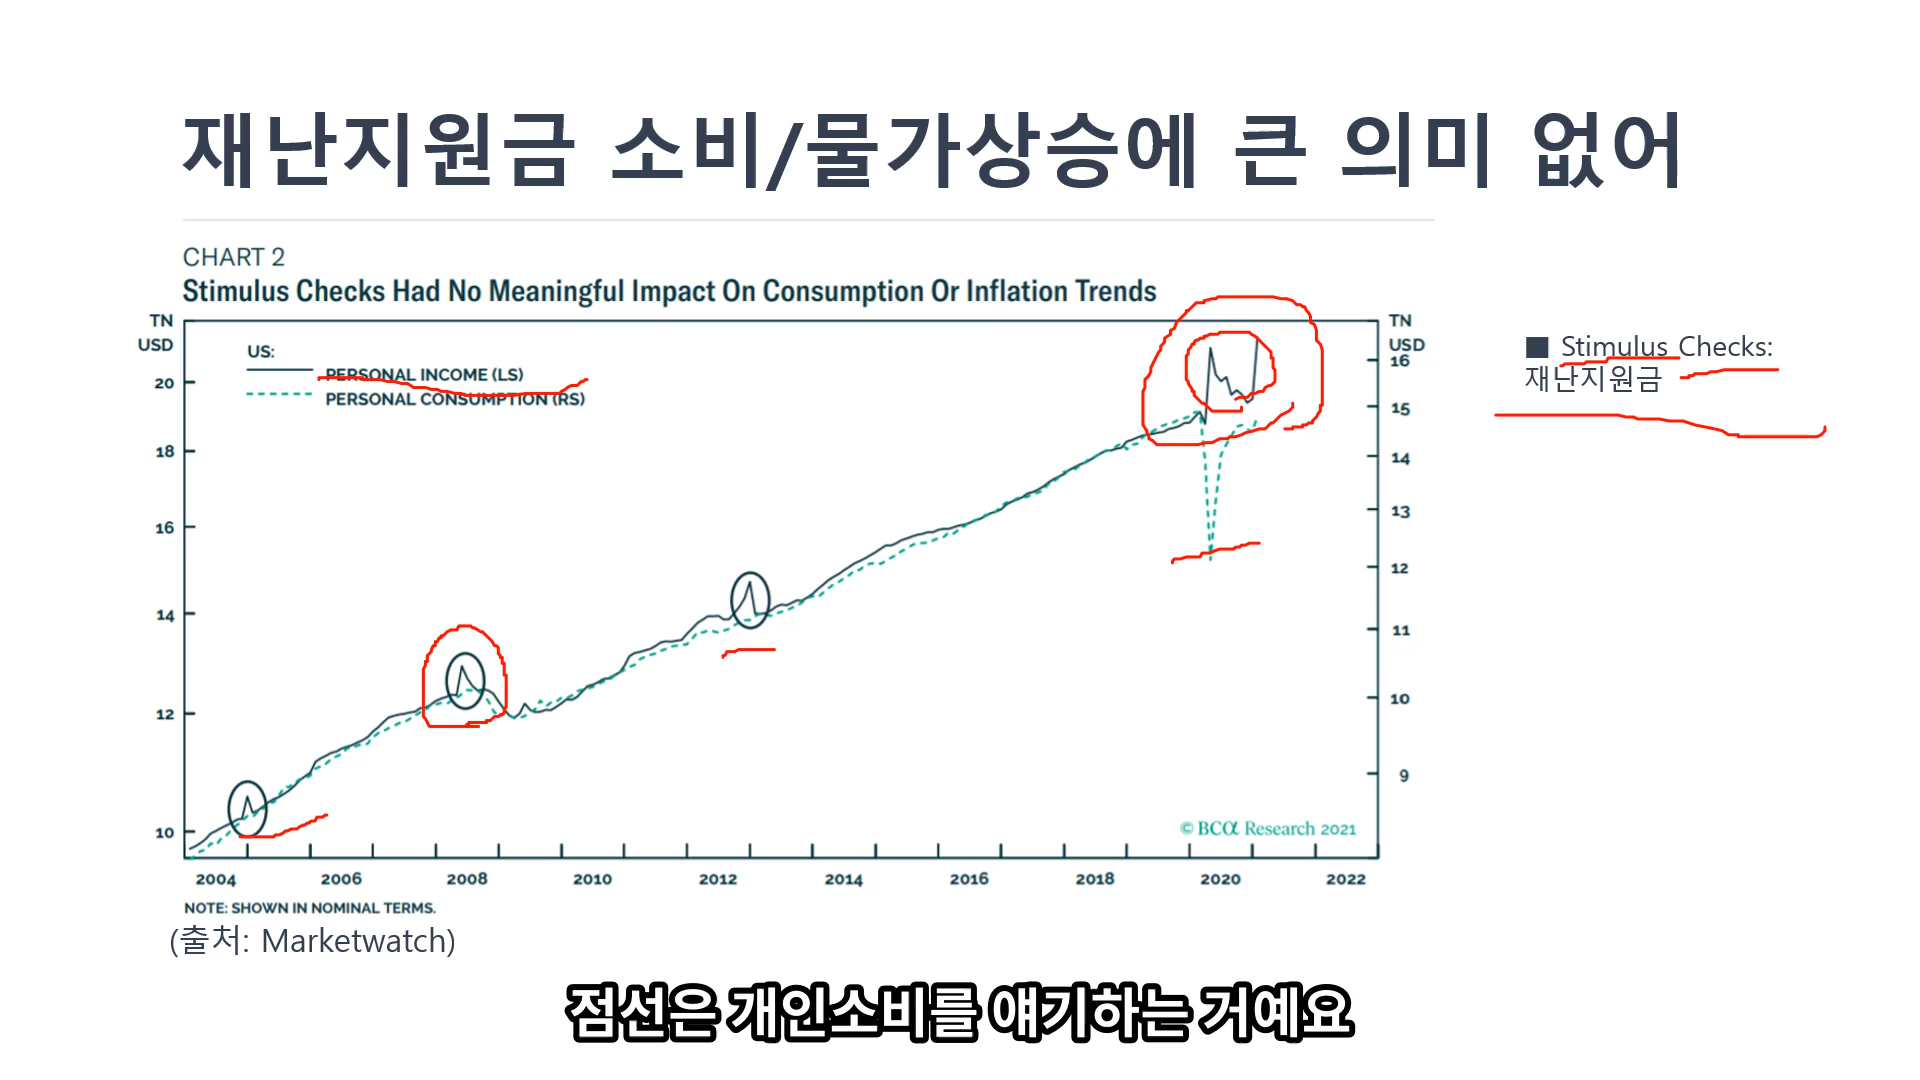 재난지원금 소비/물가상승에 큰 의미 없어
CHART 2
Stimulus Checks Had No Meaningful Impact On Consumption Or Inflation Trends
TN
USD
TN
USD
US:
PERSONAL INCOME (LS)
PERSONAL CONSUMPTION (RS)
20
18
16
14
12
10
16
15
14
13
12
11
10
9
■ Stimulus Checks:
재난지원금
© BCα Research 2021
2004 2006 2008 2010 2012 2014 2016 2018 2020 2022
NOTE: SHOWN IN NOMINAL TERMS.
(출처: Marketwatch)
점선은 개인소비를 얘기하는 거예요